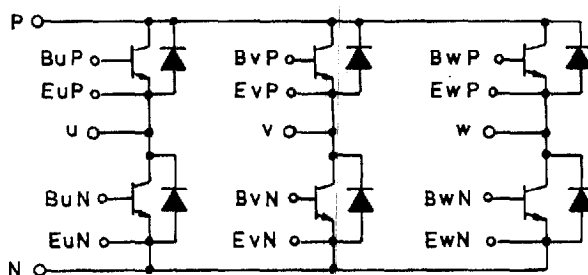 P
BuP BvP BwP
EuP EvP EwP
u v w
BuN BvN BwN
EuN EvN EwN
N